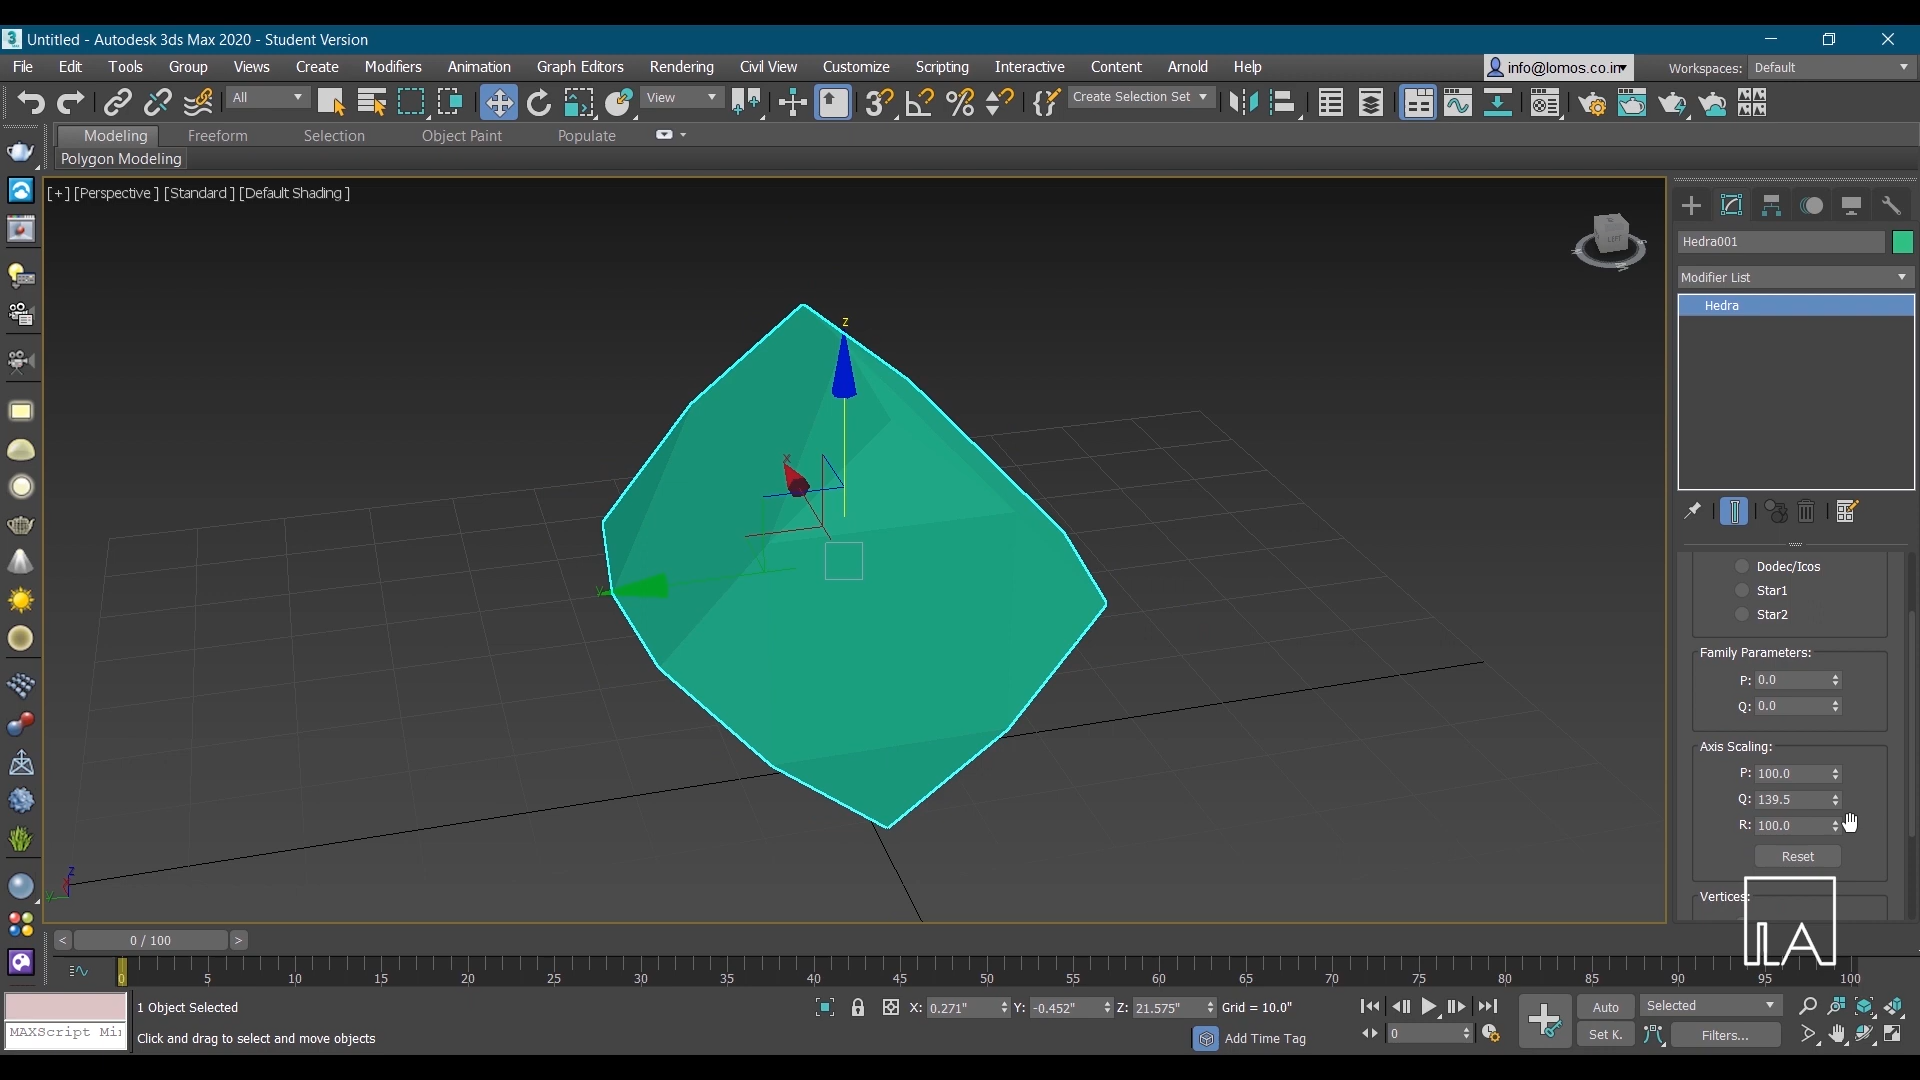 3 Untitled - Autodesk 3ds Max 2020 - Student Version
File Edit Tools Group Views Create Modifiers Animation Graph Editors Rendering Civil View Customize Scripting Interactive Content Arnold Help info@lomos.co.in Workspaces: Default
All View Create Selection Set
Modeling Freeform Selection Object Paint Populate
Polygon Modeling
[+] [Perspective ] [Standard ] [Default Shading ]
LEFT
Hedra001
Modifier List
Hedra
z
x
y
Dodec/Icos
Star1
Star2
Family Parameters:
P: 0.0
Q: 0.0
Axis Scaling:
P: 100.0
Q: 139.5
R: 100.0
Reset
Vertices:
ILA
z
y
< 0 / 100 >
0 5 10 15 20 25 30 35 40 45 50 55 60 65 70 75 80 85 90 95 100
1 Object Selected X: 0.271" Y: -0.452" Z: 21.575" Grid = 10.0" Auto Selected
MAXScript Mi
Click and drag to select and move objects Add Time Tag 0 Set K. Filters...